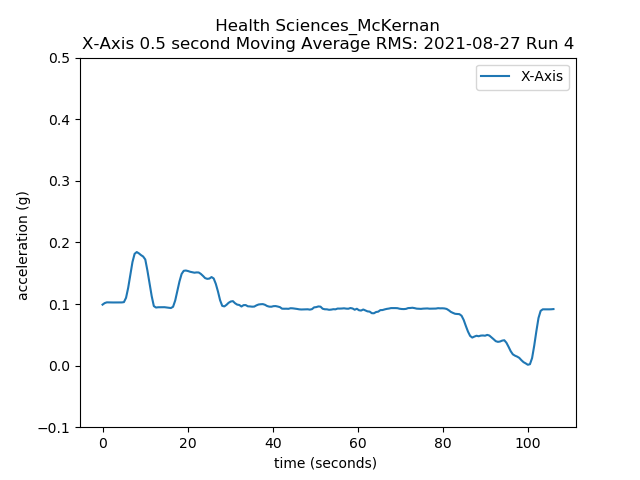 Health Sciences_McKernan
X-Axis 0.5 second Moving Average RMS: 2021-08-27 Run 4
X-Axis
0.5
0.4
0.3
0.2
0.1
0.0
−0.1
acceleration (g)
0 20 40 60 80 100
time (seconds)